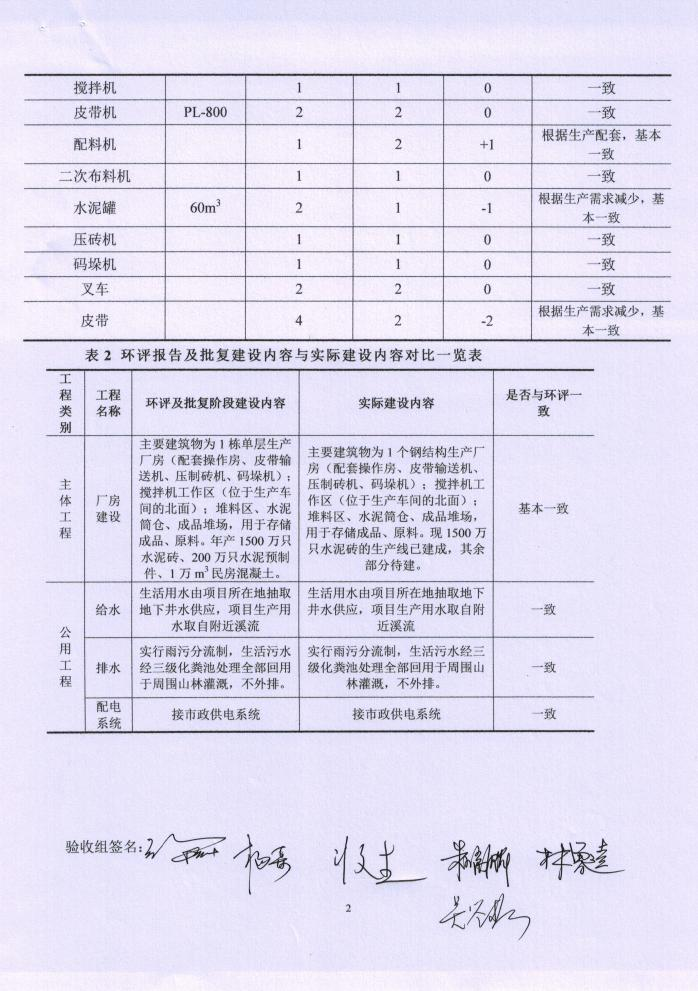 搅拌机 1 1 0 一致
皮带机 PL-800 2 2 0 一致
配料机 1 2 +1 根据生产配套，基本
一致
二次布料机 1 1 0 一致
水泥罐 60m³ 2 1 -1 根据生产需求减少，基
本一致
压砖机 1 1 0 一致
码垛机 1 1 0 一致
叉车 2 2 0 一致
皮带 4 2 -2 根据生产需求减少，基
本一致
表 2 环评报告及批复建设内容与实际建设内容对比一览表
工
程
类
别
工程
名称
环评及批复阶段建设内容
实际建设内容
是否与环评一
致
主
体
工
程
厂房
建设
主要建筑物为 1 栋单层生产
厂房（配套操作房、皮带输
送机、压制砖机、码垛机）；
搅拌机工作区（位于生产车
间的北面）；堆料区、水泥
筒仓、成品堆场，用于存储
成品、原料。年产 1500 万只
水泥砖、200 万只水泥预制
件、1 万 m³ 民房混凝土。
主要建筑物为 1 个钢结构生产厂
房（配套操作房、皮带输送机、
压制砖机、码垛机）；搅拌机工
作区（位于生产车间的北面）；
堆料区、水泥筒仓、成品堆场，
用于存储成品、原料。现 1500 万
只水泥砖的生产线已建成，其余
部分待建。
基本一致
公
用
工
程
给水
生活用水由项目所在地抽取
地下井水供应，项目生产用
水取自附近溪流
生活用水由项目所在地抽取地下
井水供应，项目生产用水取自附
近溪流
一致
排水
实行雨污分流制，生活污水
经三级化粪池处理全部回用
于周围山林灌溉，不外排。
实行雨污分流制，生活污水经三
级化粪池处理全部回用于周围山
林灌溉，不外排。
一致
配电
系统
接市政供电系统
接市政供电系统
一致
验收组签名：
2